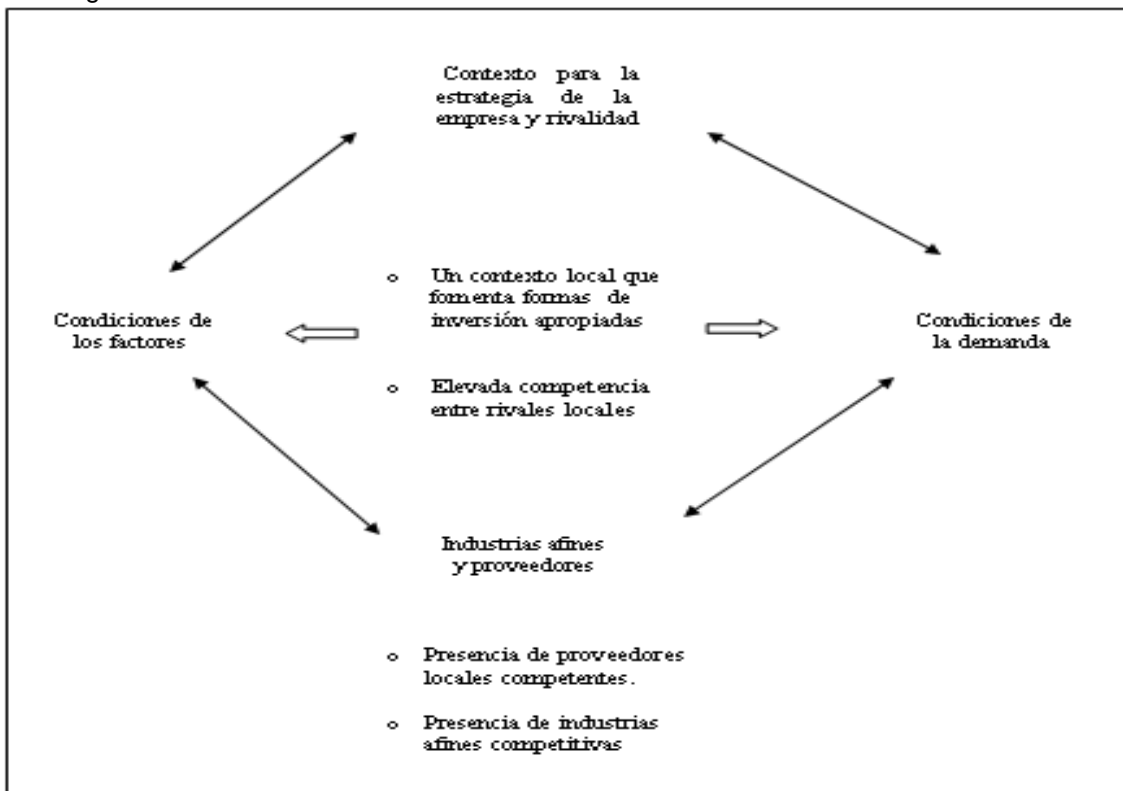 Contexto para la
estrategia de la
empresa y rivalidad
o Un contexto local que
fomenta formas de
inversión apropiadas
Condiciones de
los factores
Condiciones de
la demanda
o Elevada competencia
entre rivales locales
Industrias afines
y proveedores
o Presencia de proveedores
locales competentes.
o Presencia de industrias
afines competitivas